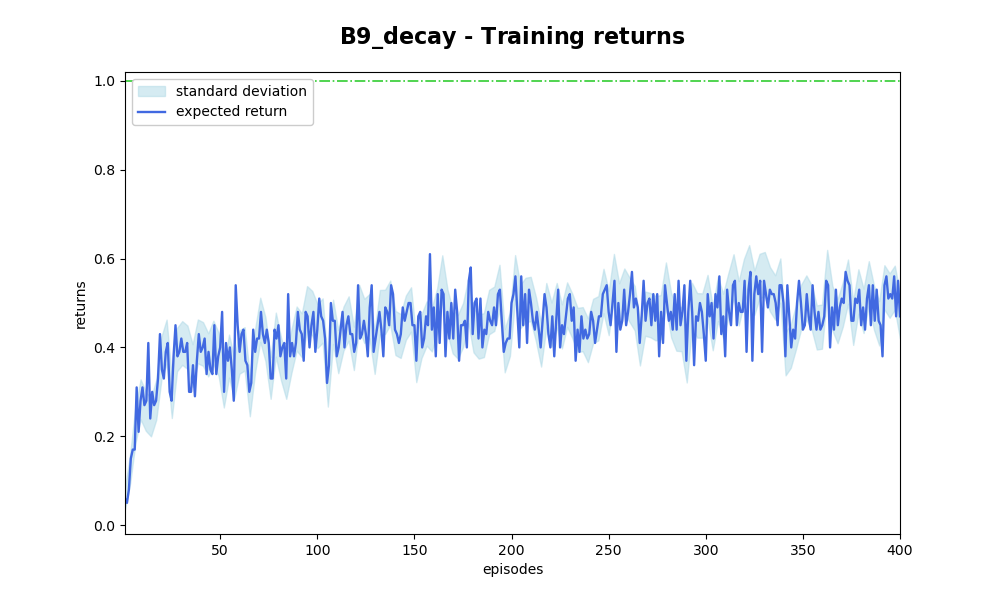 B9_decay - Training returns
1.0
0.8
0.6
0.4
0.2
0.0
returns
standard deviation
expected return
50
100
150
200
250
300
350
400
episodes